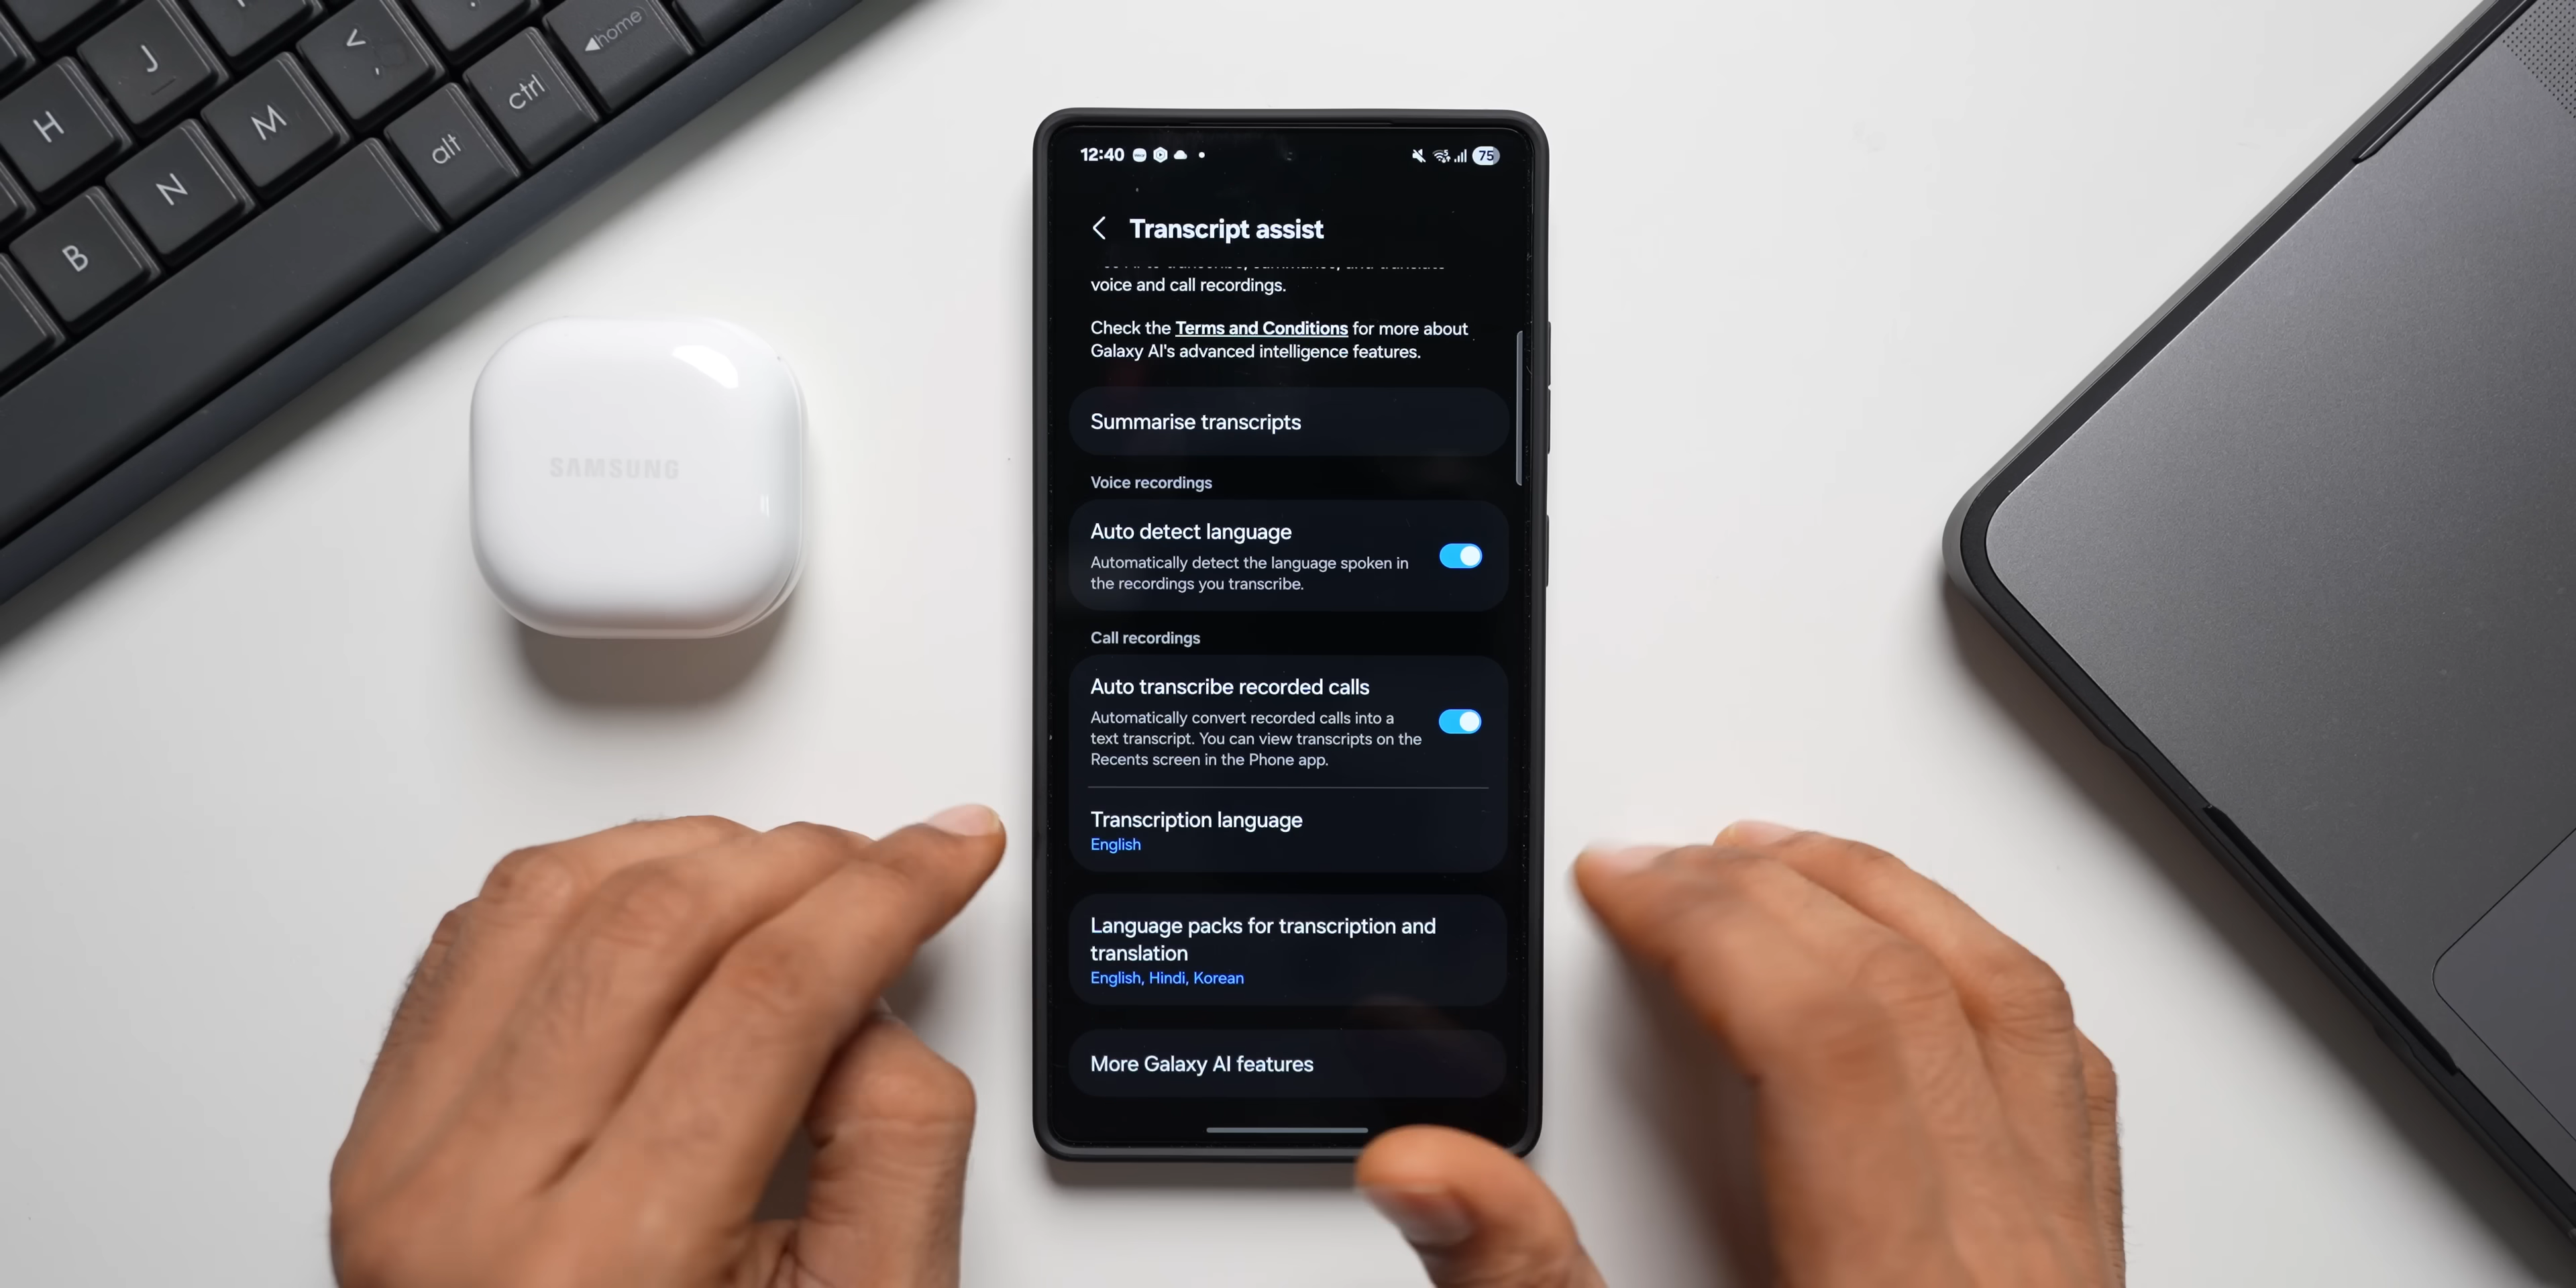 J
H
M
N
B
<
,
alt
ctrl
home
SAMSUNG
12:40
75
Transcript assist
voice and call recordings.
Check the Terms and Conditions for more about
Galaxy AI's advanced intelligence features.
Summarise transcripts
Voice recordings
Auto detect language
Automatically detect the language spoken in
the recordings you transcribe.
Call recordings
Auto transcribe recorded calls
Automatically convert recorded calls into a
text transcript. You can view transcripts on the
Recents screen in the Phone app.
Transcription language
English
Language packs for transcription and
translation
English, Hindi, Korean
More Galaxy AI features